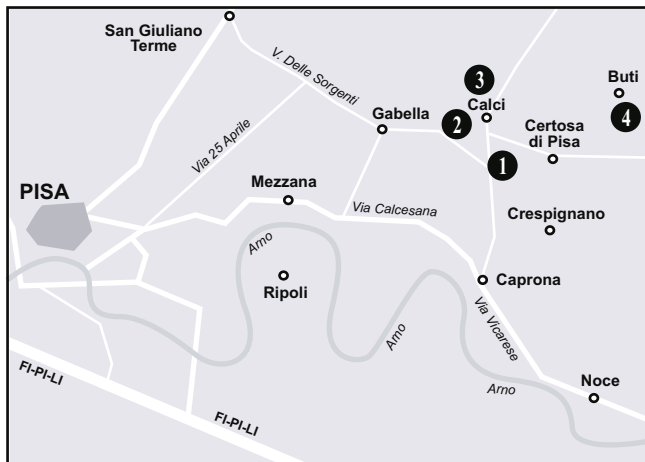 San Giuliano
Terme
V. Delle Sorgenti
3
Calci
Buti
4
Gabella
2
Certosa
di Pisa
Via 25 Aprile
1
PISA
Mezzana
Via Calcesana
Crespignano
Arno
Ripoli
Caprona
Via Vicarese
Arno
FI-PI-LI
Arno
Noce
FI-PI-LI